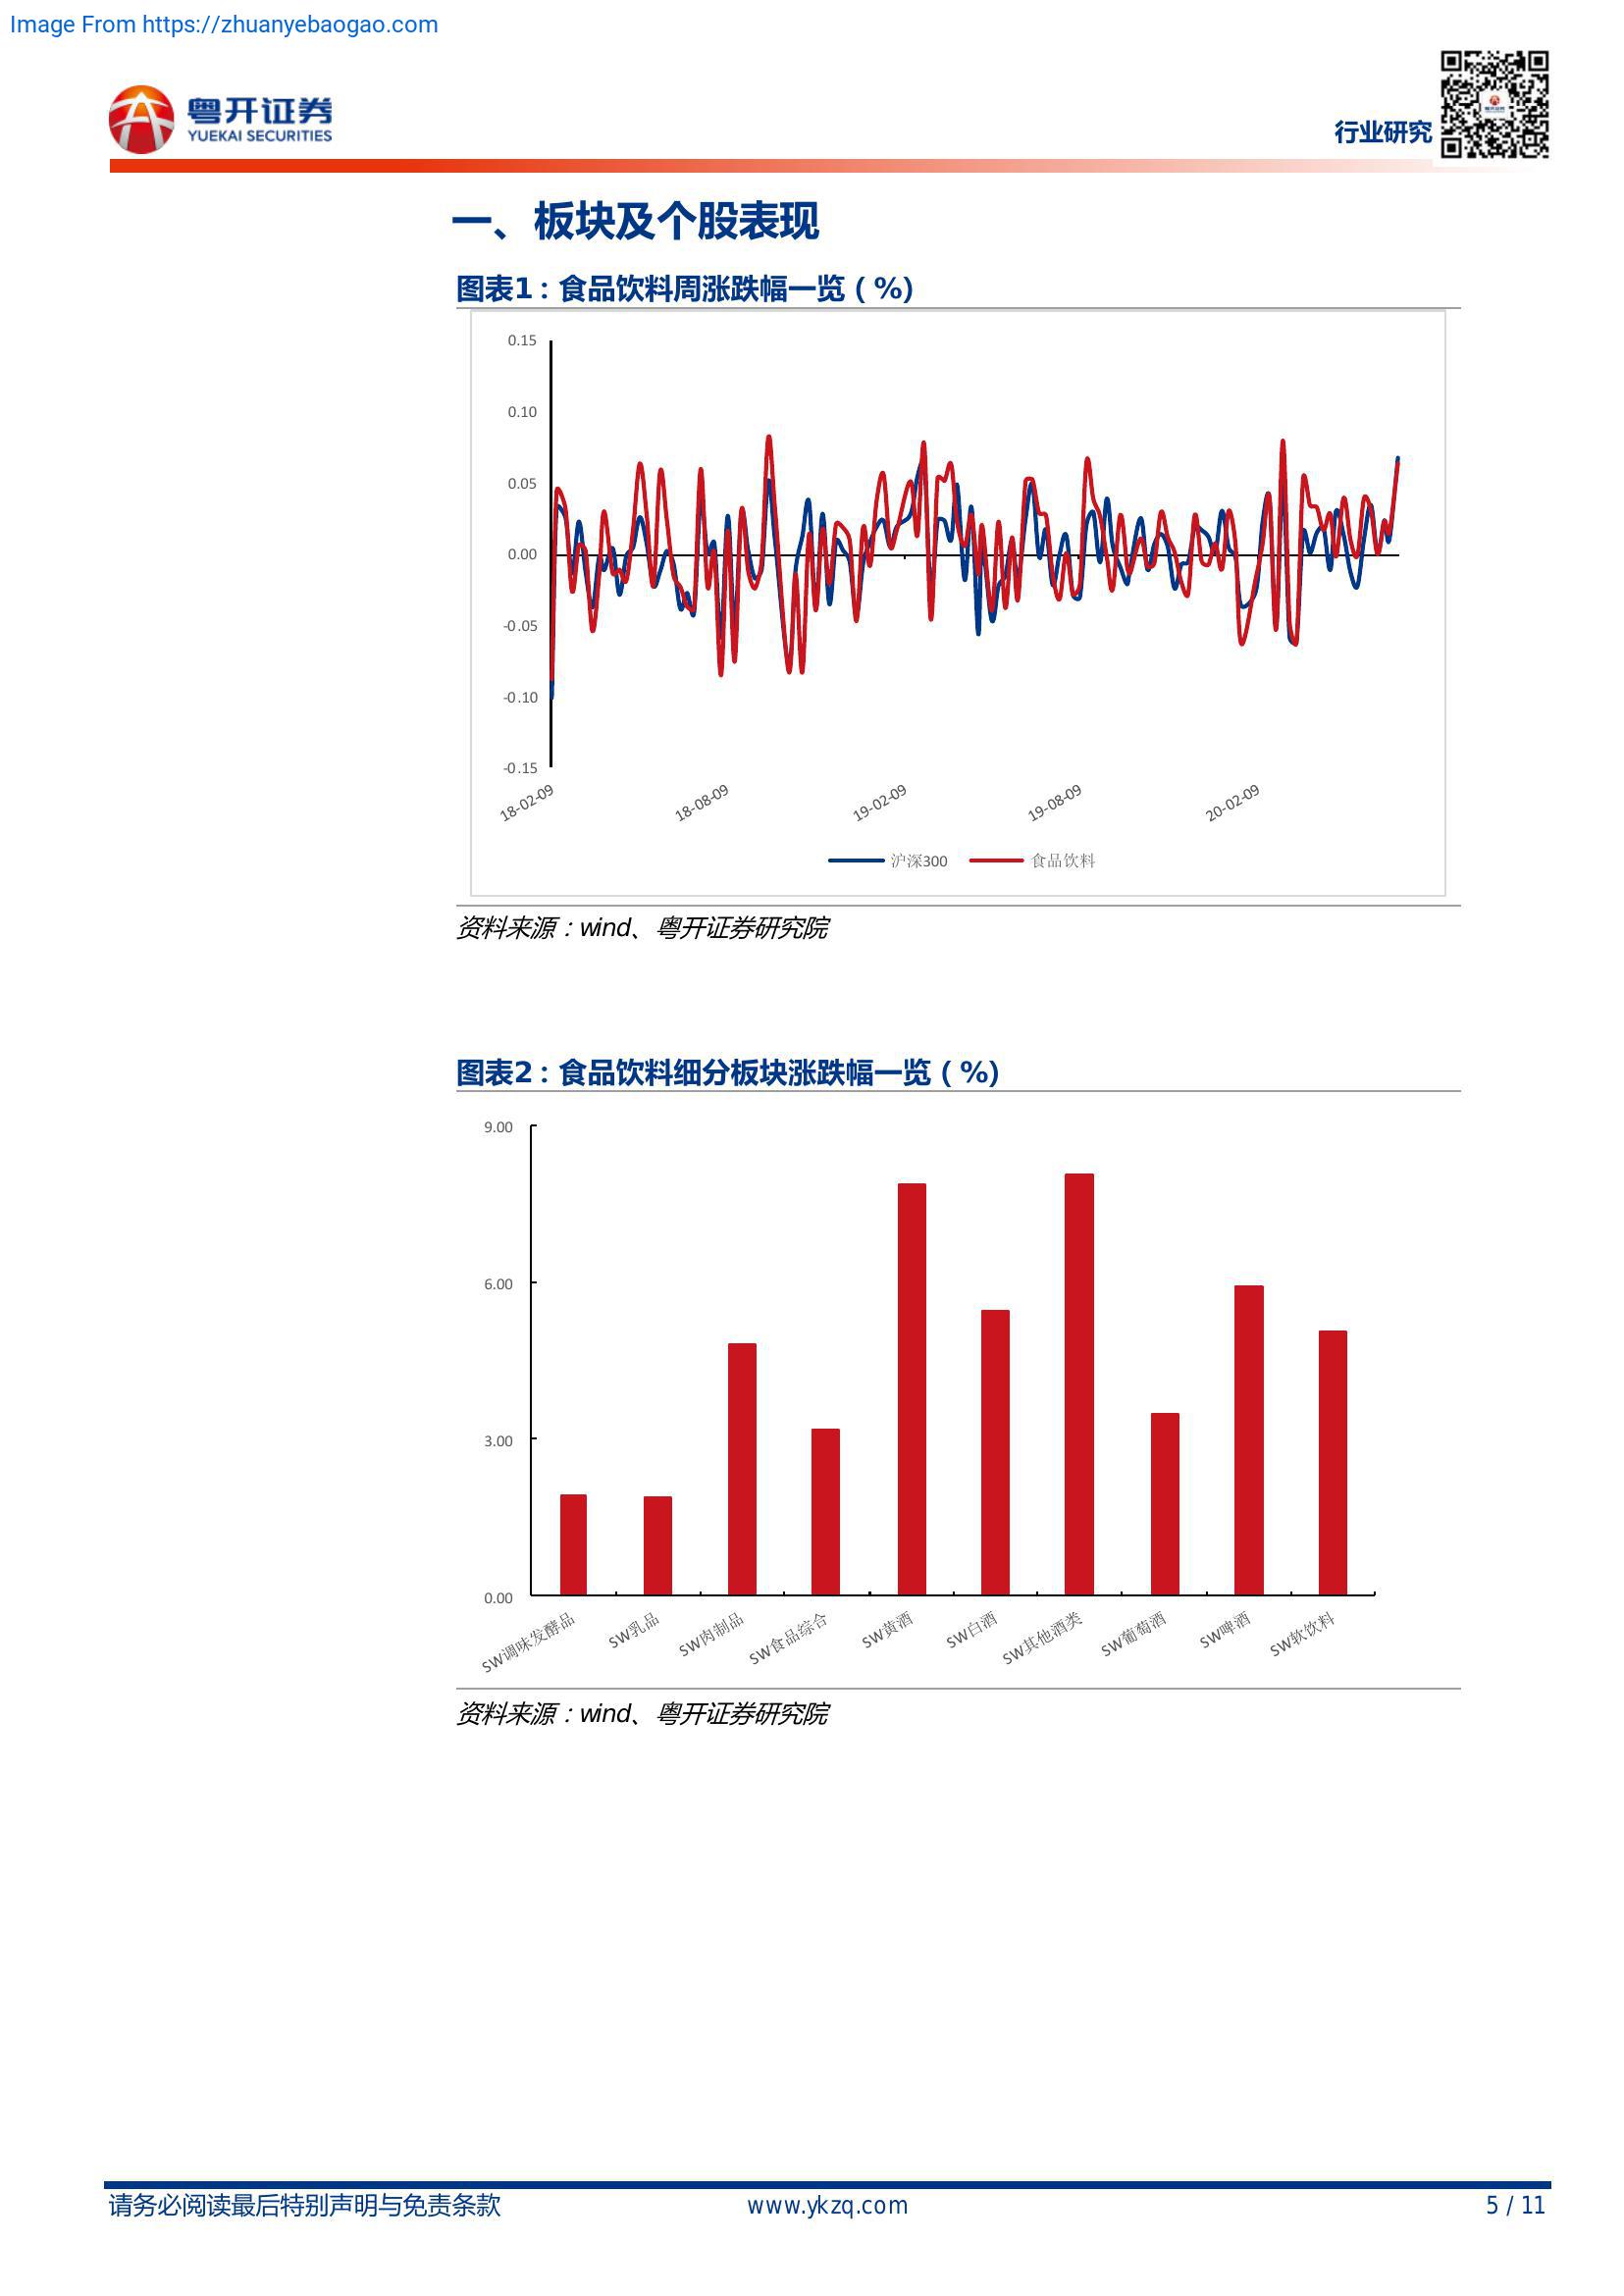 Image From https://zhuanyebaogao.com
粤开证券
YUEKAI SECURITIES
行业研究
一、板块及个股表现
图表1：食品饮料周涨跌幅一览（%）
0.15
0.10
0.05
0.00
-0.05
-0.10
-0.15
18-02-09
18-08-09
19-02-09
19-08-09
20-02-09
沪深300
食品饮料
资料来源：wind、粤开证券研究院
图表2：食品饮料细分板块涨跌幅一览（%）
9.00
6.00
3.00
0.00
SW调味发酵品
SW乳品
SW肉制品
SW食品综合
SW黄酒
SW白酒
SW其他酒类
SW葡萄酒
SW啤酒
SW软饮料
资料来源：wind、粤开证券研究院
请务必阅读最后特别声明与免责条款
www.ykzq.com
5 / 11